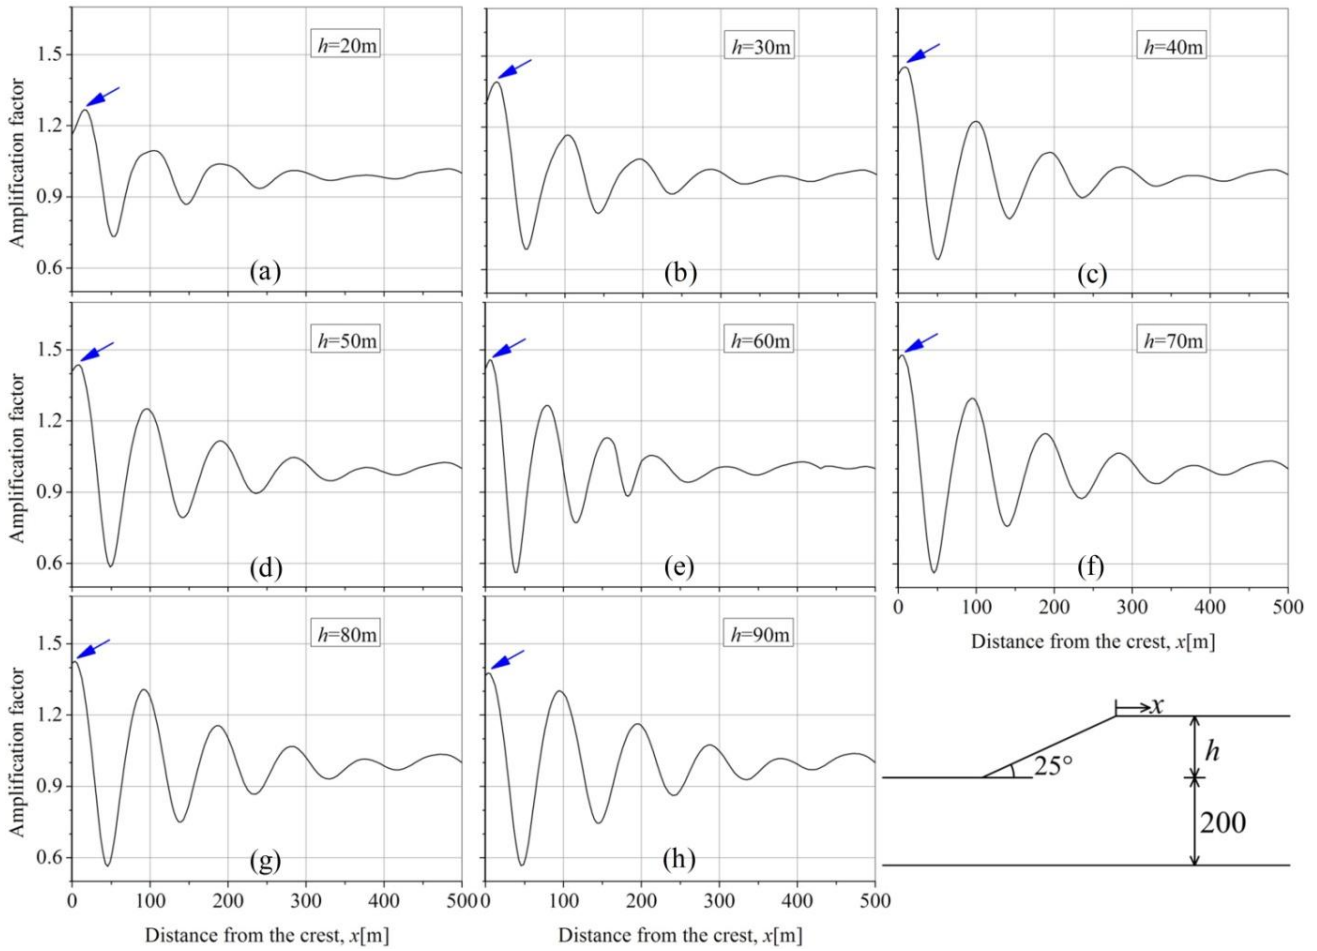 Amplification factor
1.5
1.2
0.9
0.6
h=20m
(a)
h=30m
(b)
h=40m
(c)
Amplification factor
1.5
1.2
0.9
0.6
h=50m
(d)
h=60m
(e)
h=70m
(f)
0 100 200 300 400 500
Distance from the crest, x[m]
Amplification factor
1.5
1.2
0.9
0.6
h=80m
(g)
0 100 200 300 400 500
Distance from the crest, x[m]
h=90m
(h)
0 100 200 300 400 500
Distance from the crest, x[m]
x
h
25°
200